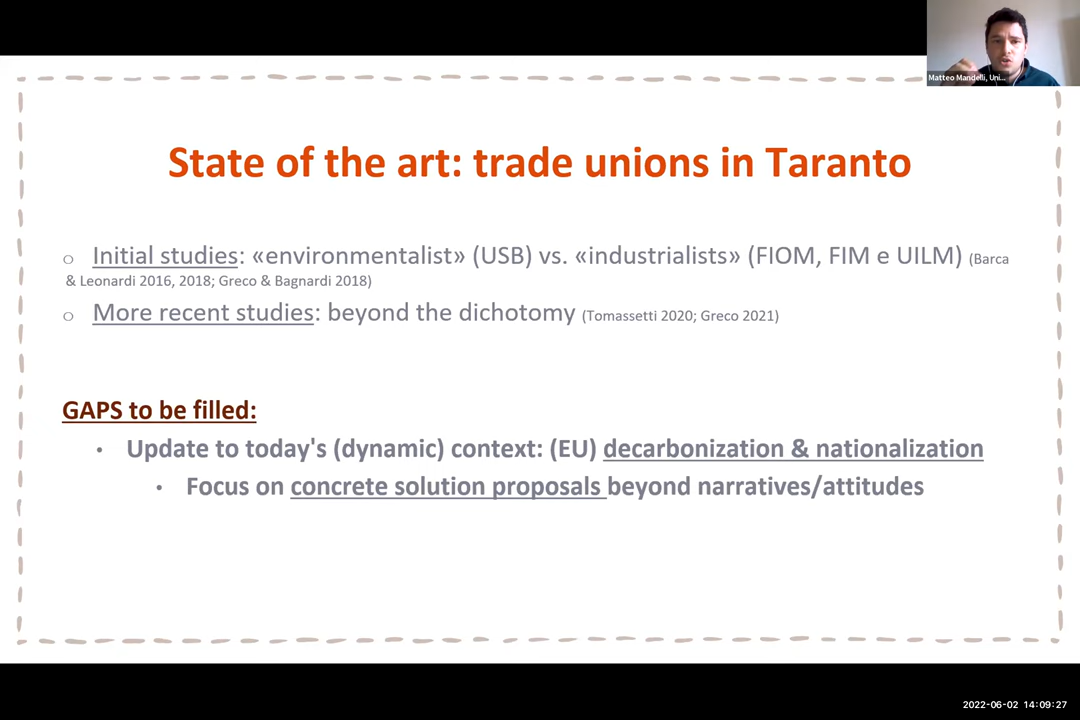 Matteo Mandelli, Uni...
State of the art: trade unions in Taranto
o Initial studies: «environmentalist» (USB) vs. «industrialists» (FIOM, FIM e UILM) (Barca
& Leonardi 2016, 2018; Greco & Bagnardi 2018)
o More recent studies: beyond the dichotomy (Tomassetti 2020; Greco 2021)
GAPS to be filled:
• Update to today's (dynamic) context: (EU) decarbonization & nationalization
• Focus on concrete solution proposals beyond narratives/attitudes
2022-06-02 14:09:27